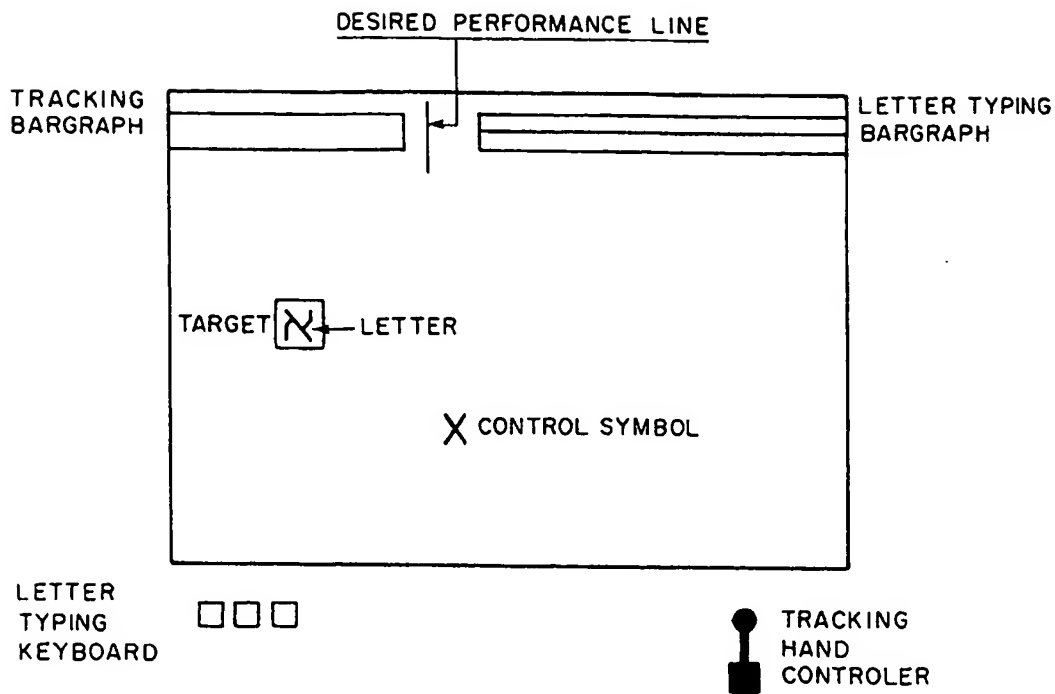 DESIRED PERFORMANCE LINE
TRACKING
BARGRAPH
LETTER TYPING
BARGRAPH
TARGET א LETTER
X CONTROL SYMBOL
LETTER
TYPING
KEYBOARD
TRACKING
HAND
CONTROLER